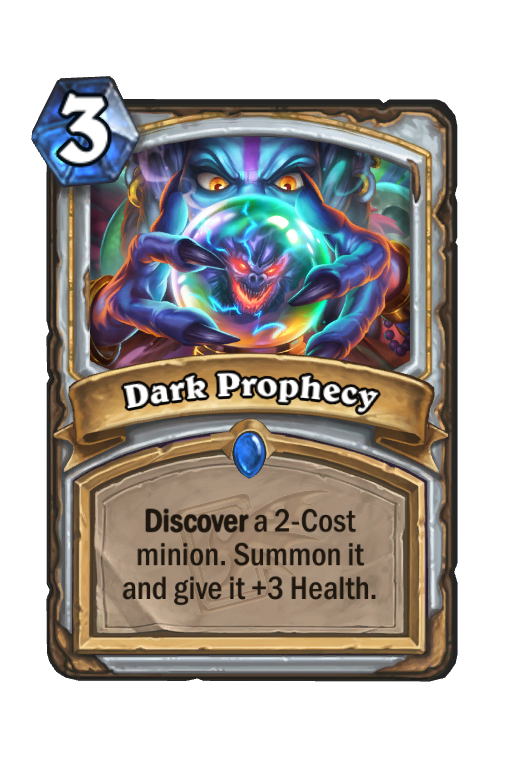 3
Dark Prophecy
Discover a 2-Cost
minion. Summon it
and give it +3 Health.